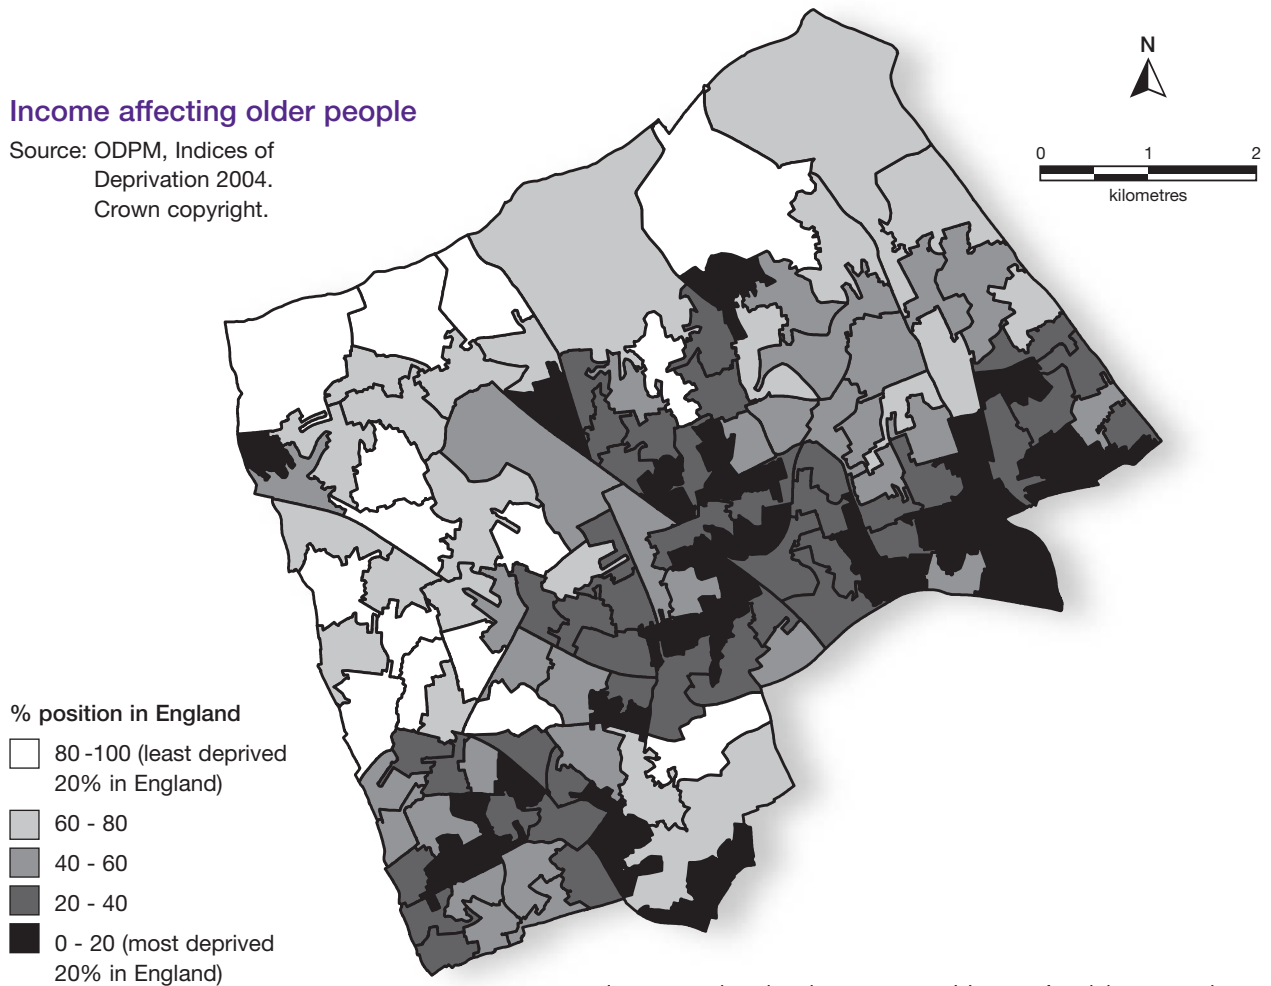 Income affecting older people
Source: ODPM, Indices of
Deprivation 2004.
Crown copyright.
N
0 1 2
kilometres
% position in England
80 -100 (least deprived
20% in England)
60 - 80
40 - 60
20 - 40
0 - 20 (most deprived
20% in England)